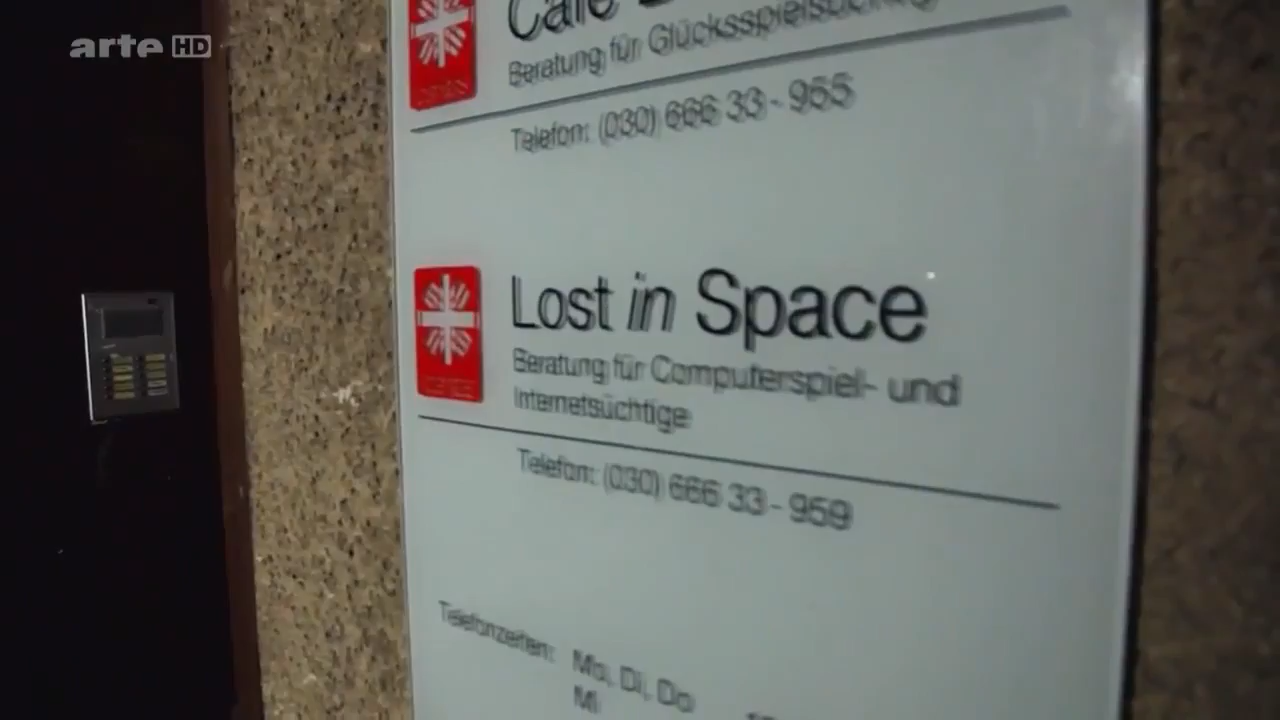 arte HD
Café
Beratung für Glücksspielsüchtige
Telefon: (030) 666 33 - 955
Lost in Space
Beratung für Computerspiel- und
Internetsüchtige
Telefon: (030) 666 33 - 959
Telefonzeiten: Mo, Di, Do
Mi